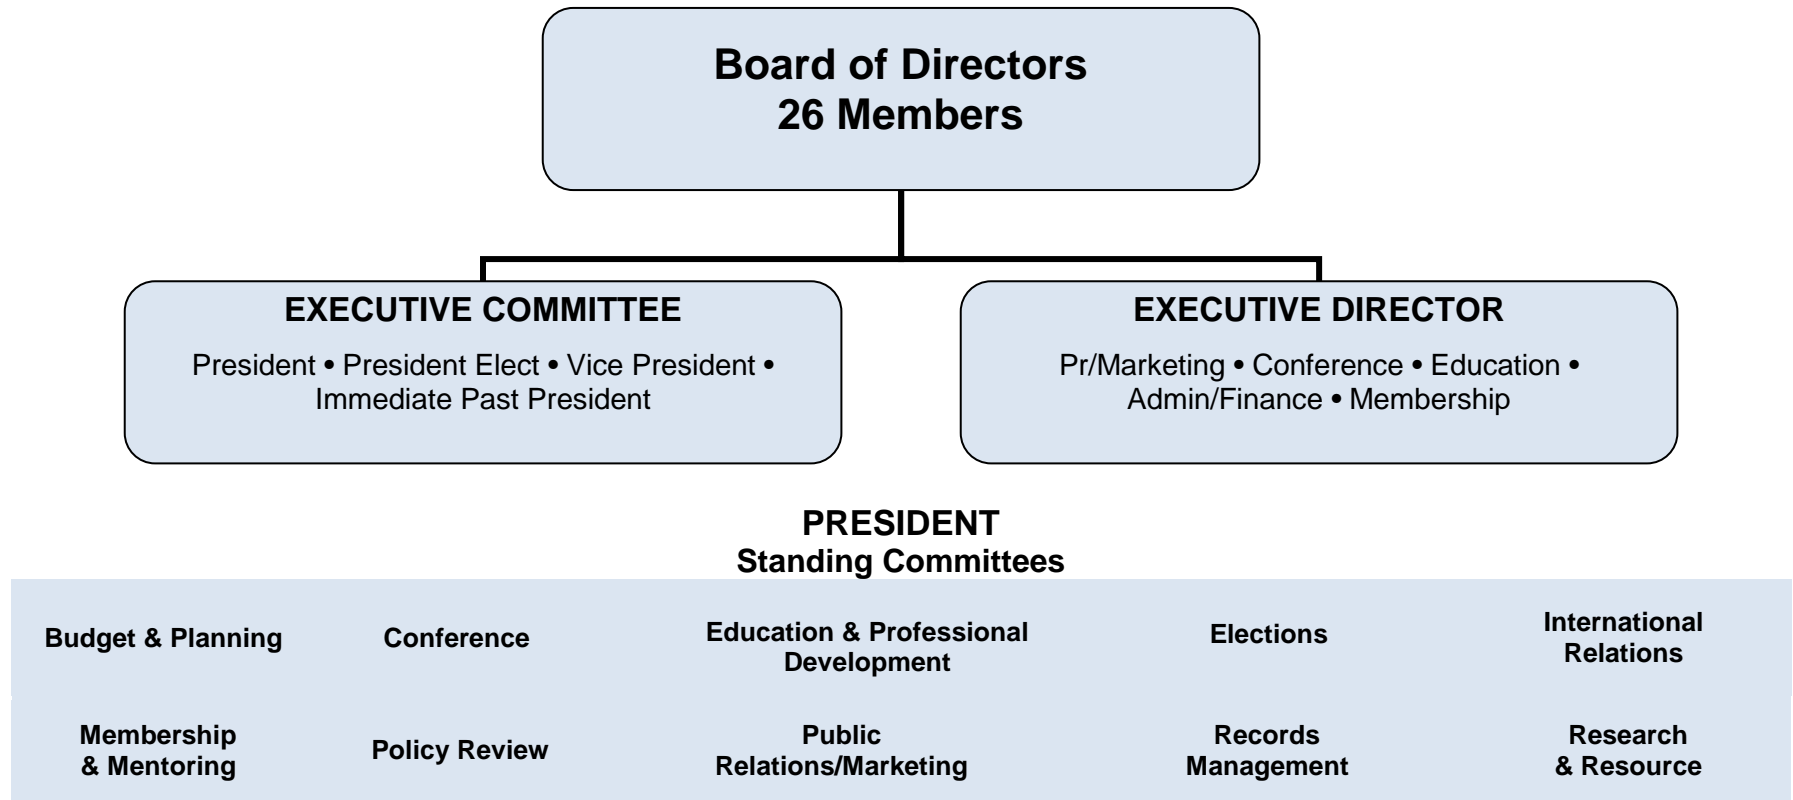 Board of Directors
26 Members
EXECUTIVE COMMITTEE
President • President Elect • Vice President •
Immediate Past President
EXECUTIVE DIRECTOR
Pr/Marketing • Conference • Education •
Admin/Finance • Membership
PRESIDENT
Standing Committees
Budget & Planning
Conference
Education & Professional
Development
Elections
International
Relations
Membership
& Mentoring
Policy Review
Public
Relations/Marketing
Records
Management
Research
& Resource